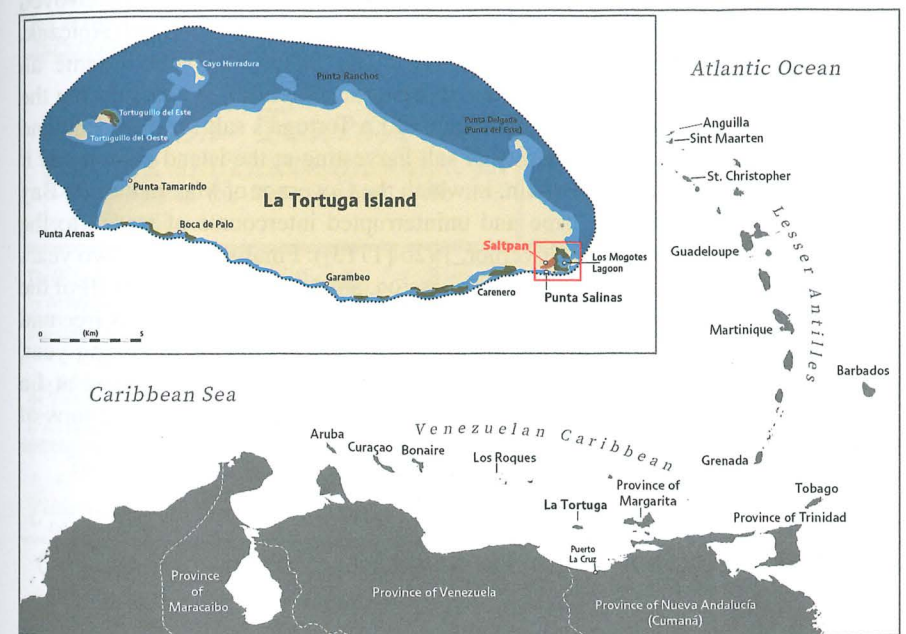 Cayo Herradura
Punta Ranchos
Tortuguillo del Este
Tortuguillo del Oeste
Punta Delgada
(Punta del Este)
Punta Tamarindo
La Tortuga Island
Punta Arenas
Boca de Palo
Saltpan
Los Mogotes
Lagoon
Garambeo
Carenero
Punta Salinas
0 (Km) 5
Atlantic Ocean
Anguilla
Sint Maarten
St. Christopher
Lesser Antilles
Guadeloupe
Martinique
Barbados
Caribbean Sea
Venezuelan Caribbean
Aruba
Curaçao
Bonaire
Los Roques
Grenada
La Tortuga
Province of
Margarita
Tobago
Province of Trinidad
Puerto
La Cruz
Province
of
Maracaibo
Province of Venezuela
Province of Nueva Andalucía
(Cumaná)